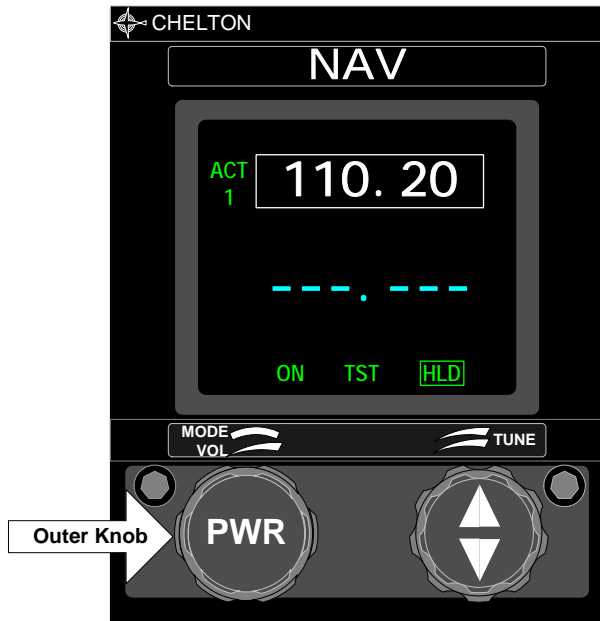 CHELTON
NAV
ACT 110. 20
1
---. ---
ON TST HLD
MODE
VOL TUNE
Outer Knob PWR